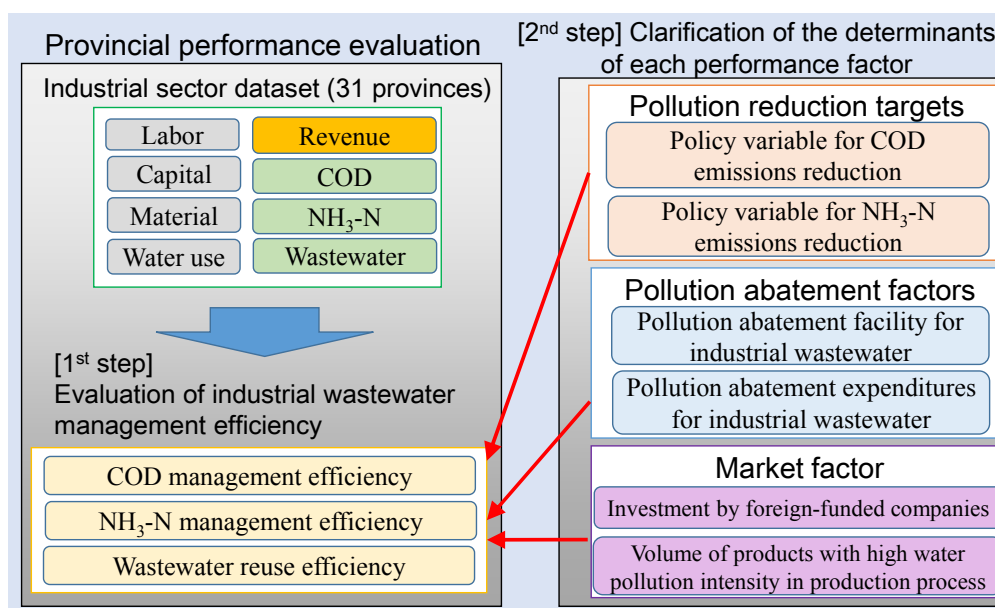 Provincial performance evaluation
Industrial sector dataset (31 provinces)
Labor
Revenue
Capital
COD
Material
NH₃-N
Water use
Wastewater
[1ˢᵗ step]
Evaluation of industrial wastewater
management efficiency
COD management efficiency
NH₃-N management efficiency
Wastewater reuse efficiency
[2ⁿᵈ step] Clarification of the determinants
of each performance factor
Pollution reduction targets
Policy variable for COD
emissions reduction
Policy variable for NH₃-N
emissions reduction
Pollution abatement factors
Pollution abatement facility for
industrial wastewater
Pollution abatement expenditures
for industrial wastewater
Market factor
Investment by foreign-funded companies
Volume of products with high water
pollution intensity in production process